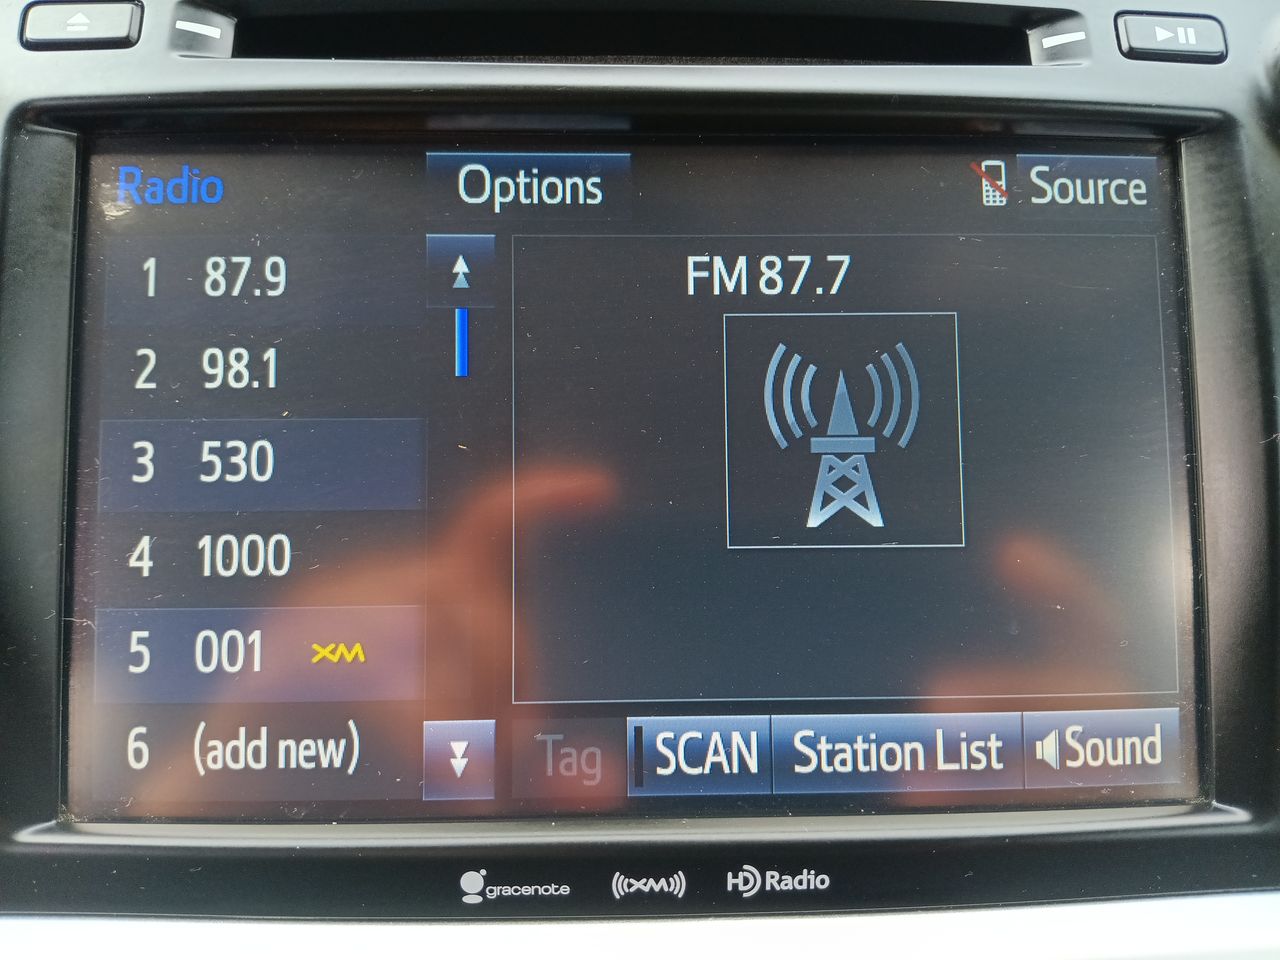 Radio
Options
Source
1 87.9
2 98.1
3 530
4 1000
5 001 XM
6 (add new)
FM 87.7
Tag
SCAN
Station List
Sound
gracenote
((XM))
HD Radio